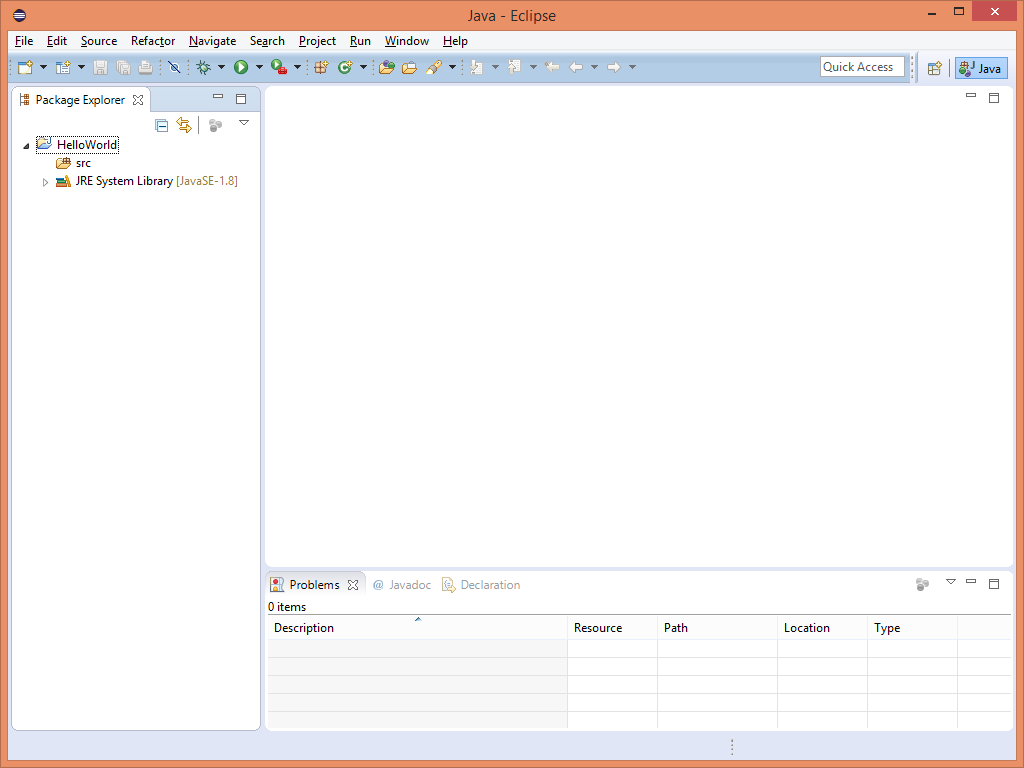 Java - Eclipse
File Edit Source Refactor Navigate Search Project Run Window Help
Quick Access Java
Package Explorer
HelloWorld
src
JRE System Library [JavaSE-1.8]
Problems @ Javadoc Declaration
0 items
Description Resource Path Location Type